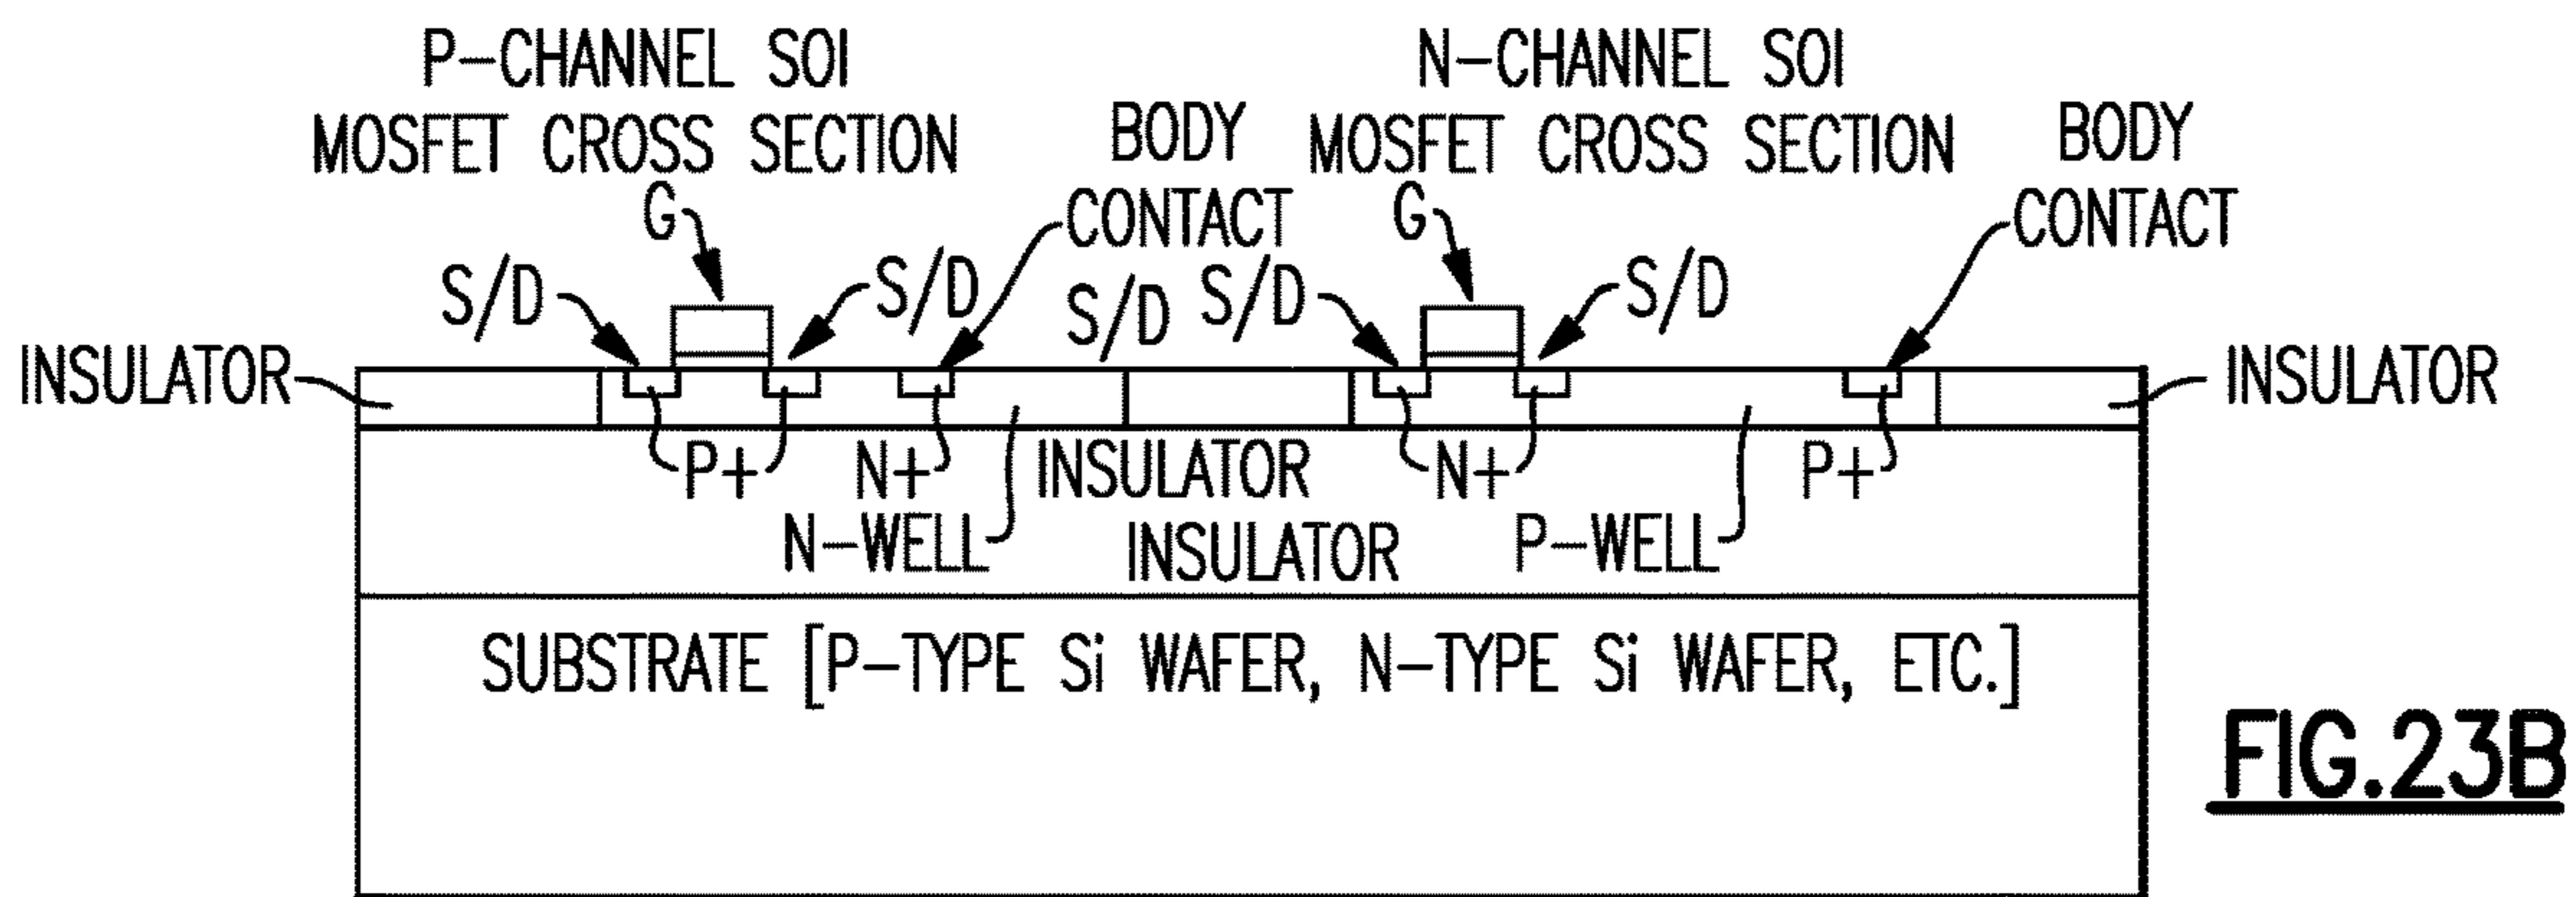 P-CHANNEL SOI
MOSFET CROSS SECTION
N-CHANNEL SOI
MOSFET CROSS SECTION
BODY
CONTACT
BODY
CONTACT
G
G
S/D
S/D
S/D
S/D
S/D
INSULATOR
INSULATOR
P+
N+
INSULATOR
N+
P+
N-WELL
INSULATOR
P-WELL
SUBSTRATE [P-TYPE Si WAFER, N-TYPE Si WAFER, ETC.]
FIG.23B